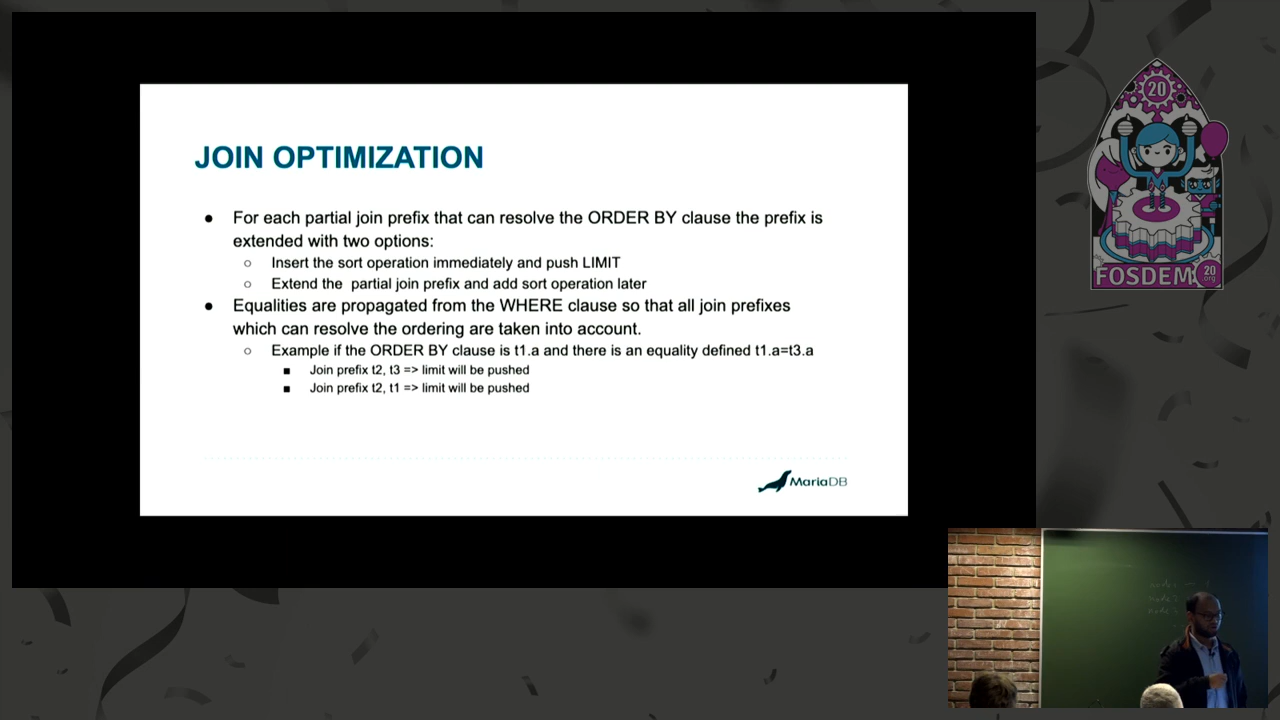 JOIN OPTIMIZATION
● For each partial join prefix that can resolve the ORDER BY clause the prefix is
extended with two options:
○ Insert the sort operation immediately and push LIMIT
○ Extend the partial join prefix and add sort operation later
● Equalities are propagated from the WHERE clause so that all join prefixes
which can resolve the ordering are taken into account.
○ Example if the ORDER BY clause is t1.a and there is an equality defined t1.a=t3.a
■ Join prefix t2, t3 => limit will be pushed
■ Join prefix t2, t1 => limit will be pushed
MariaDB
20
FOSDEM
20
.org